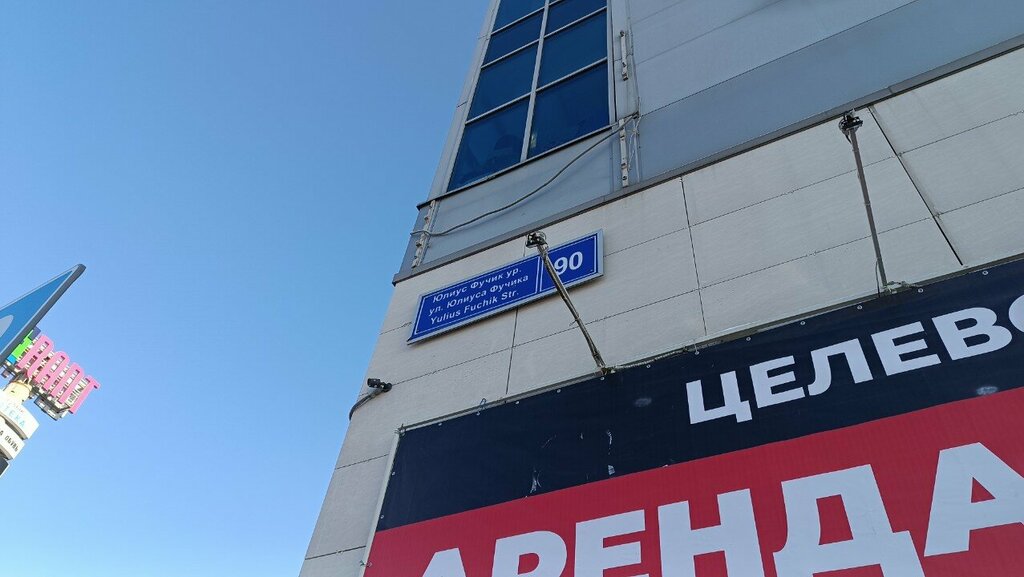 Юлиус Фучик ур.
ул. Юлиуса Фучика
Yulius Fuchik Str.
90
ЦЕЛЕВО
АРЕНДА